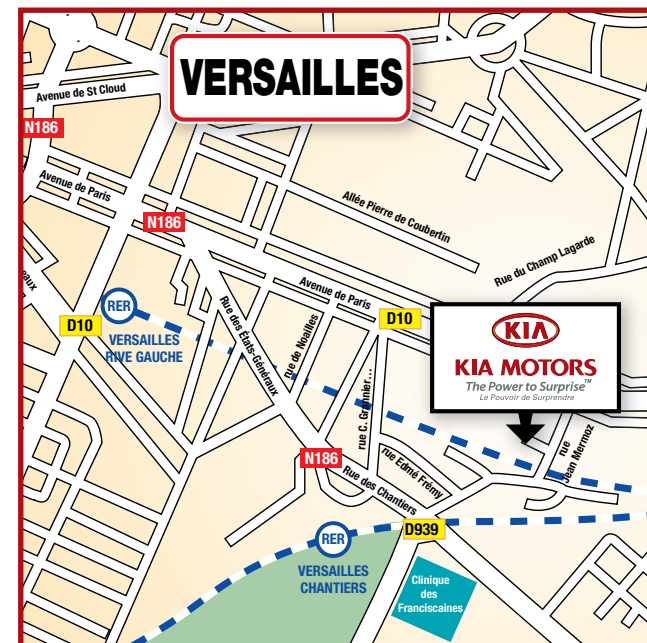 VERSAILLES
Avenue de St Cloud
N186
Avenue de Paris
N186
Allée Pierre de Coubertin
Rue du Champ Lagarde
Avenue de Paris
RER
VERSAILLES
RIVE GAUCHE
D10
D10
Rue des États-Généraux
rue de Noailles
rue C. Grannier…
KIA
KIA MOTORS
The Power to Surprise™
Le Pouvoir de Surprendre
rue
Jean Mermoz
N186
rue Edmé Frémy
Rue des Chantiers
D939
RER
VERSAILLES
CHANTIERS
Clinique
des
Franciscaines